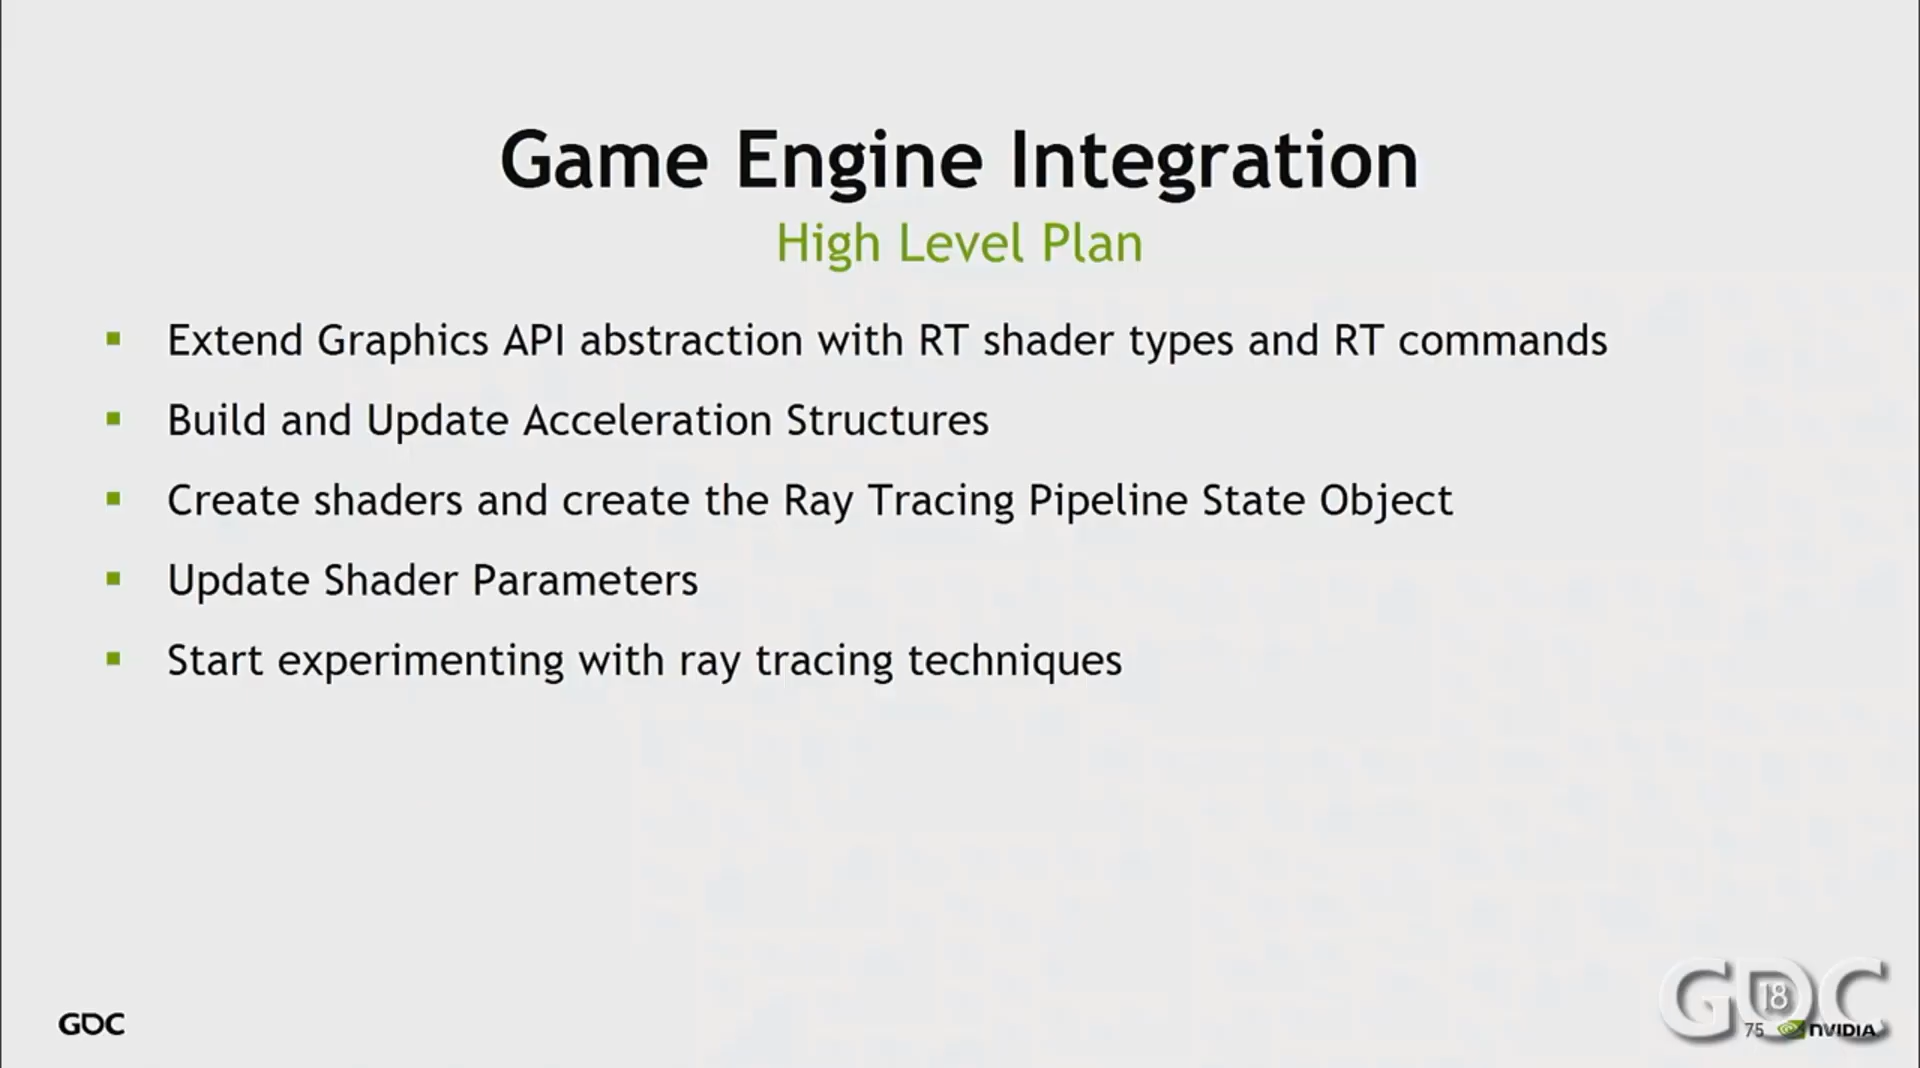 Game Engine Integration
High Level Plan
Extend Graphics API abstraction with RT shader types and RT commands
Build and Update Acceleration Structures
Create shaders and create the Ray Tracing Pipeline State Object
Update Shader Parameters
Start experimenting with ray tracing techniques
GDC
GDC
18
75 NVIDIA